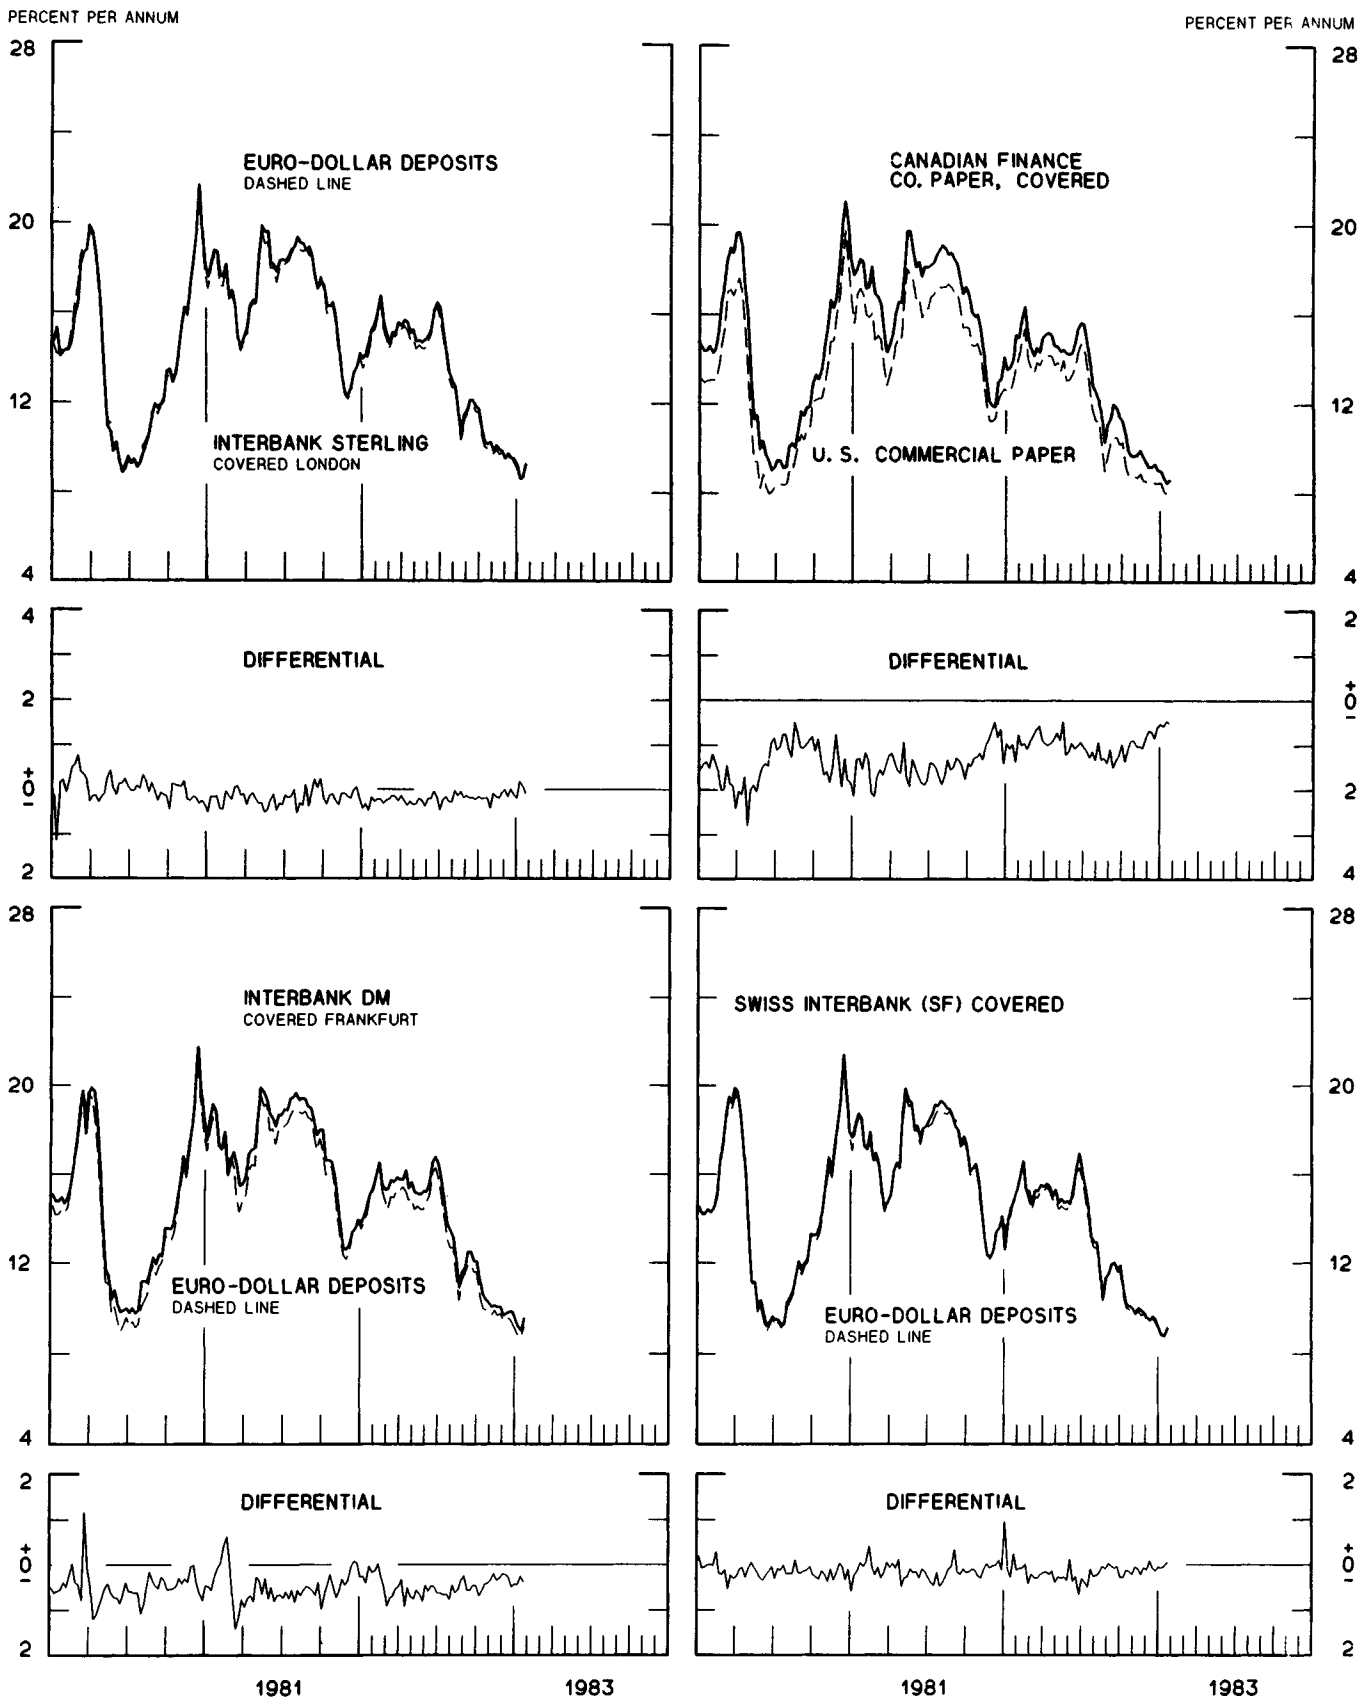 PERCENT PER ANNUM
PERCENT PER ANNUM
28
20
12
4
EURO-DOLLAR DEPOSITS
DASHED LINE
INTERBANK STERLING
COVERED LONDON
28
20
12
4
CANADIAN FINANCE
CO. PAPER, COVERED
U. S. COMMERCIAL PAPER
4
2
+
0
−
2
DIFFERENTIAL
2
+
0
−
2
4
DIFFERENTIAL
28
20
12
4
INTERBANK DM
COVERED FRANKFURT
EURO-DOLLAR DEPOSITS
DASHED LINE
28
20
12
4
SWISS INTERBANK (SF) COVERED
EURO-DOLLAR DEPOSITS
DASHED LINE
2
+
0
−
2
DIFFERENTIAL
2
+
0
−
2
DIFFERENTIAL
1981
1983
1981
1983